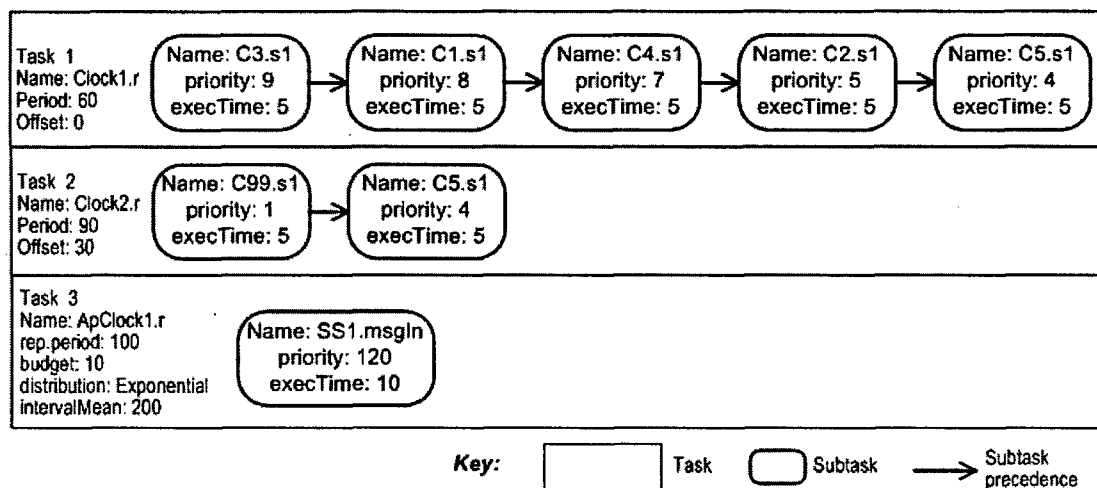 Task 1
Name: Clock1.r
Period: 60
Offset: 0
Name: C3.s1
priority: 9
execTime: 5
Name: C1.s1
priority: 8
execTime: 5
Name: C4.s1
priority: 7
execTime: 5
Name: C2.s1
priority: 5
execTime: 5
Name: C5.s1
priority: 4
execTime: 5
Task 2
Name: Clock2.r
Period: 90
Offset: 30
Name: C99.s1
priority: 1
execTime: 5
Name: C5.s1
priority: 4
execTime: 5
Task 3
Name: ApClock1.r
rep.period: 100
budget: 10
distribution: Exponential
intervalMean: 200
Name: SS1.msgIn
priority: 120
execTime: 10
Key:
Task
Subtask
Subtask
precedence